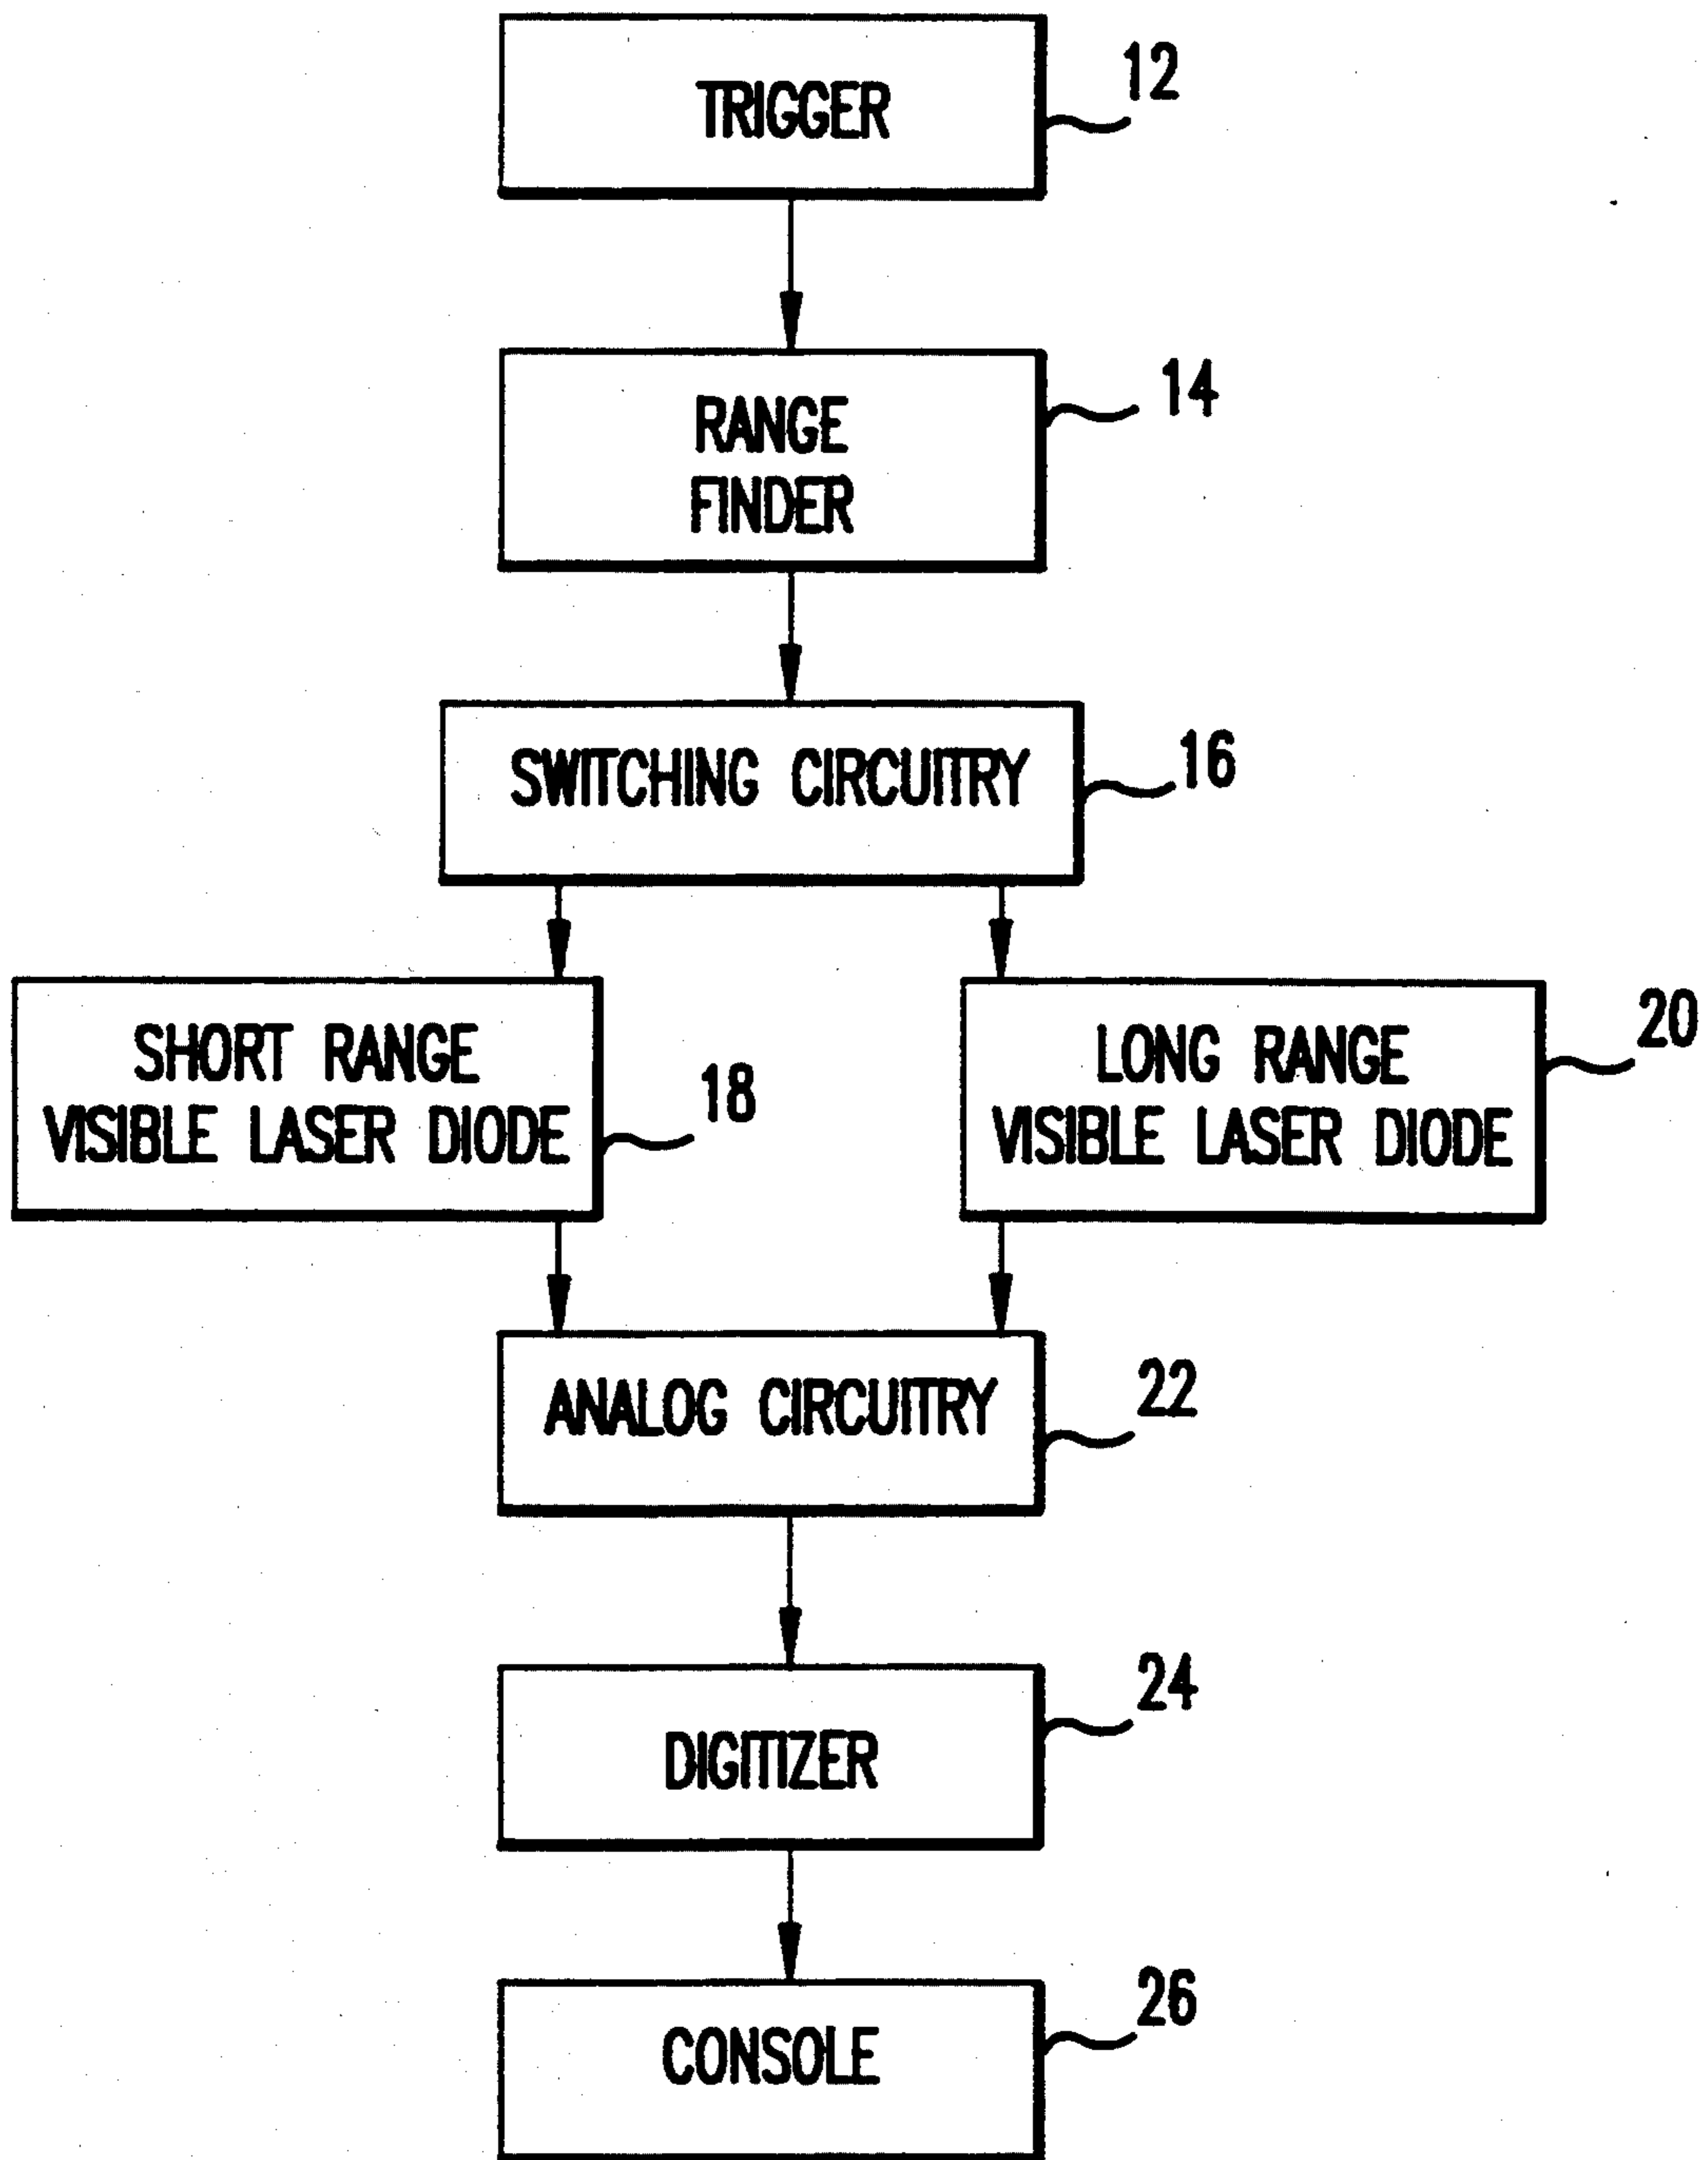 TRIGGER
12
RANGE
FINDER
14
SWITCHING CIRCUITRY
16
SHORT RANGE
VISIBLE LASER DIODE
18
LONG RANGE
VISIBLE LASER DIODE
20
ANALOG CIRCUITRY
22
DIGITIZER
24
CONSOLE
26